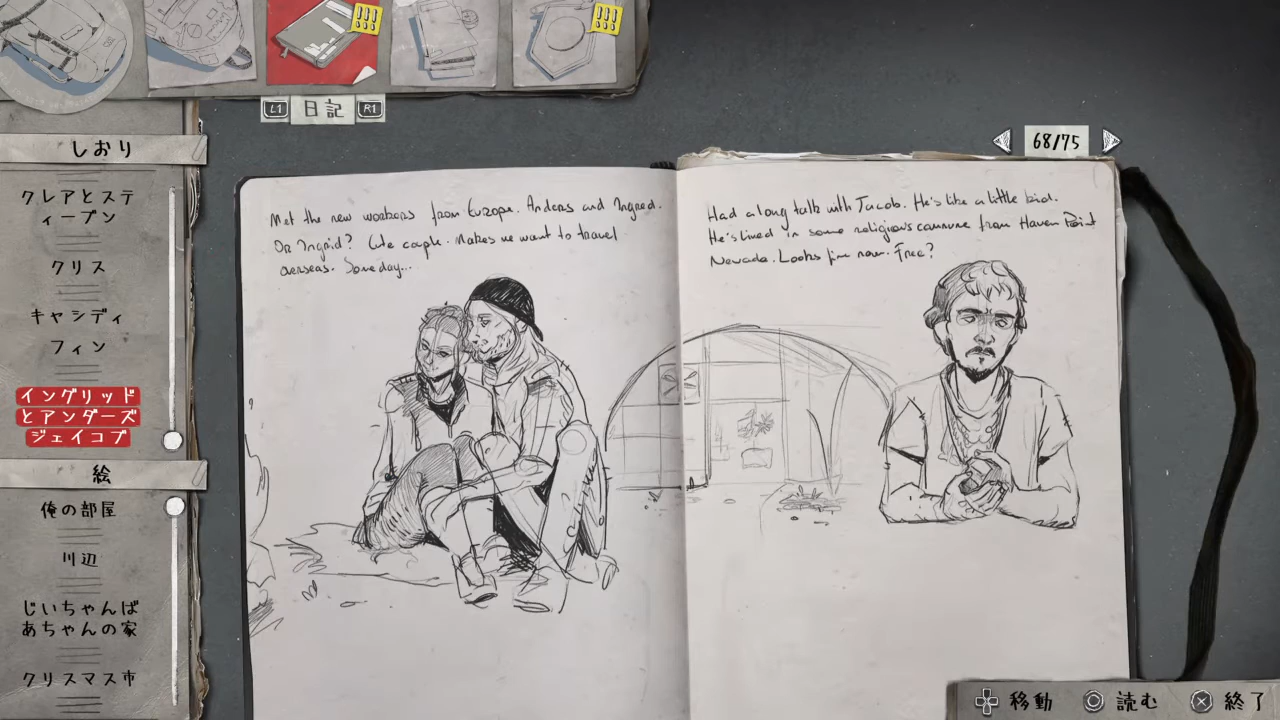 L1 日記 R1
しおり
クレアとステ
ィーブン
クリス
キャシディ
フィン
イングリッド
とアンダーズ
ジェイコブ
絵
俺の部屋
川辺
じいちゃんば
あちゃんの家
クリスマス市
68/75
Met the new workers from Europe. Anders and Ingred.
Or Ingrid? Cute couple. Makes me want to travel
overseas. Someday...
Had a long talk with Jacob. He's like a little bird.
He's lived in some religious commune from Haven Point
Nevada. Looks fine now. Free?
移動 読む 終了